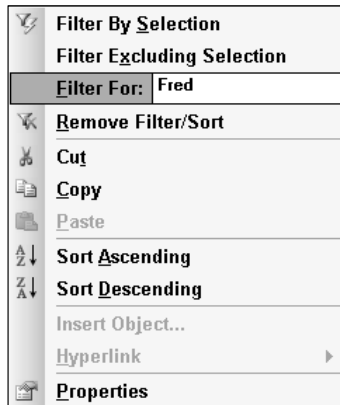 Filter By Selection
Filter Excluding Selection
Filter For: Fred
Remove Filter/Sort
Cut
Copy
Paste
Sort Ascending
Sort Descending
Insert Object...
Hyperlink
Properties